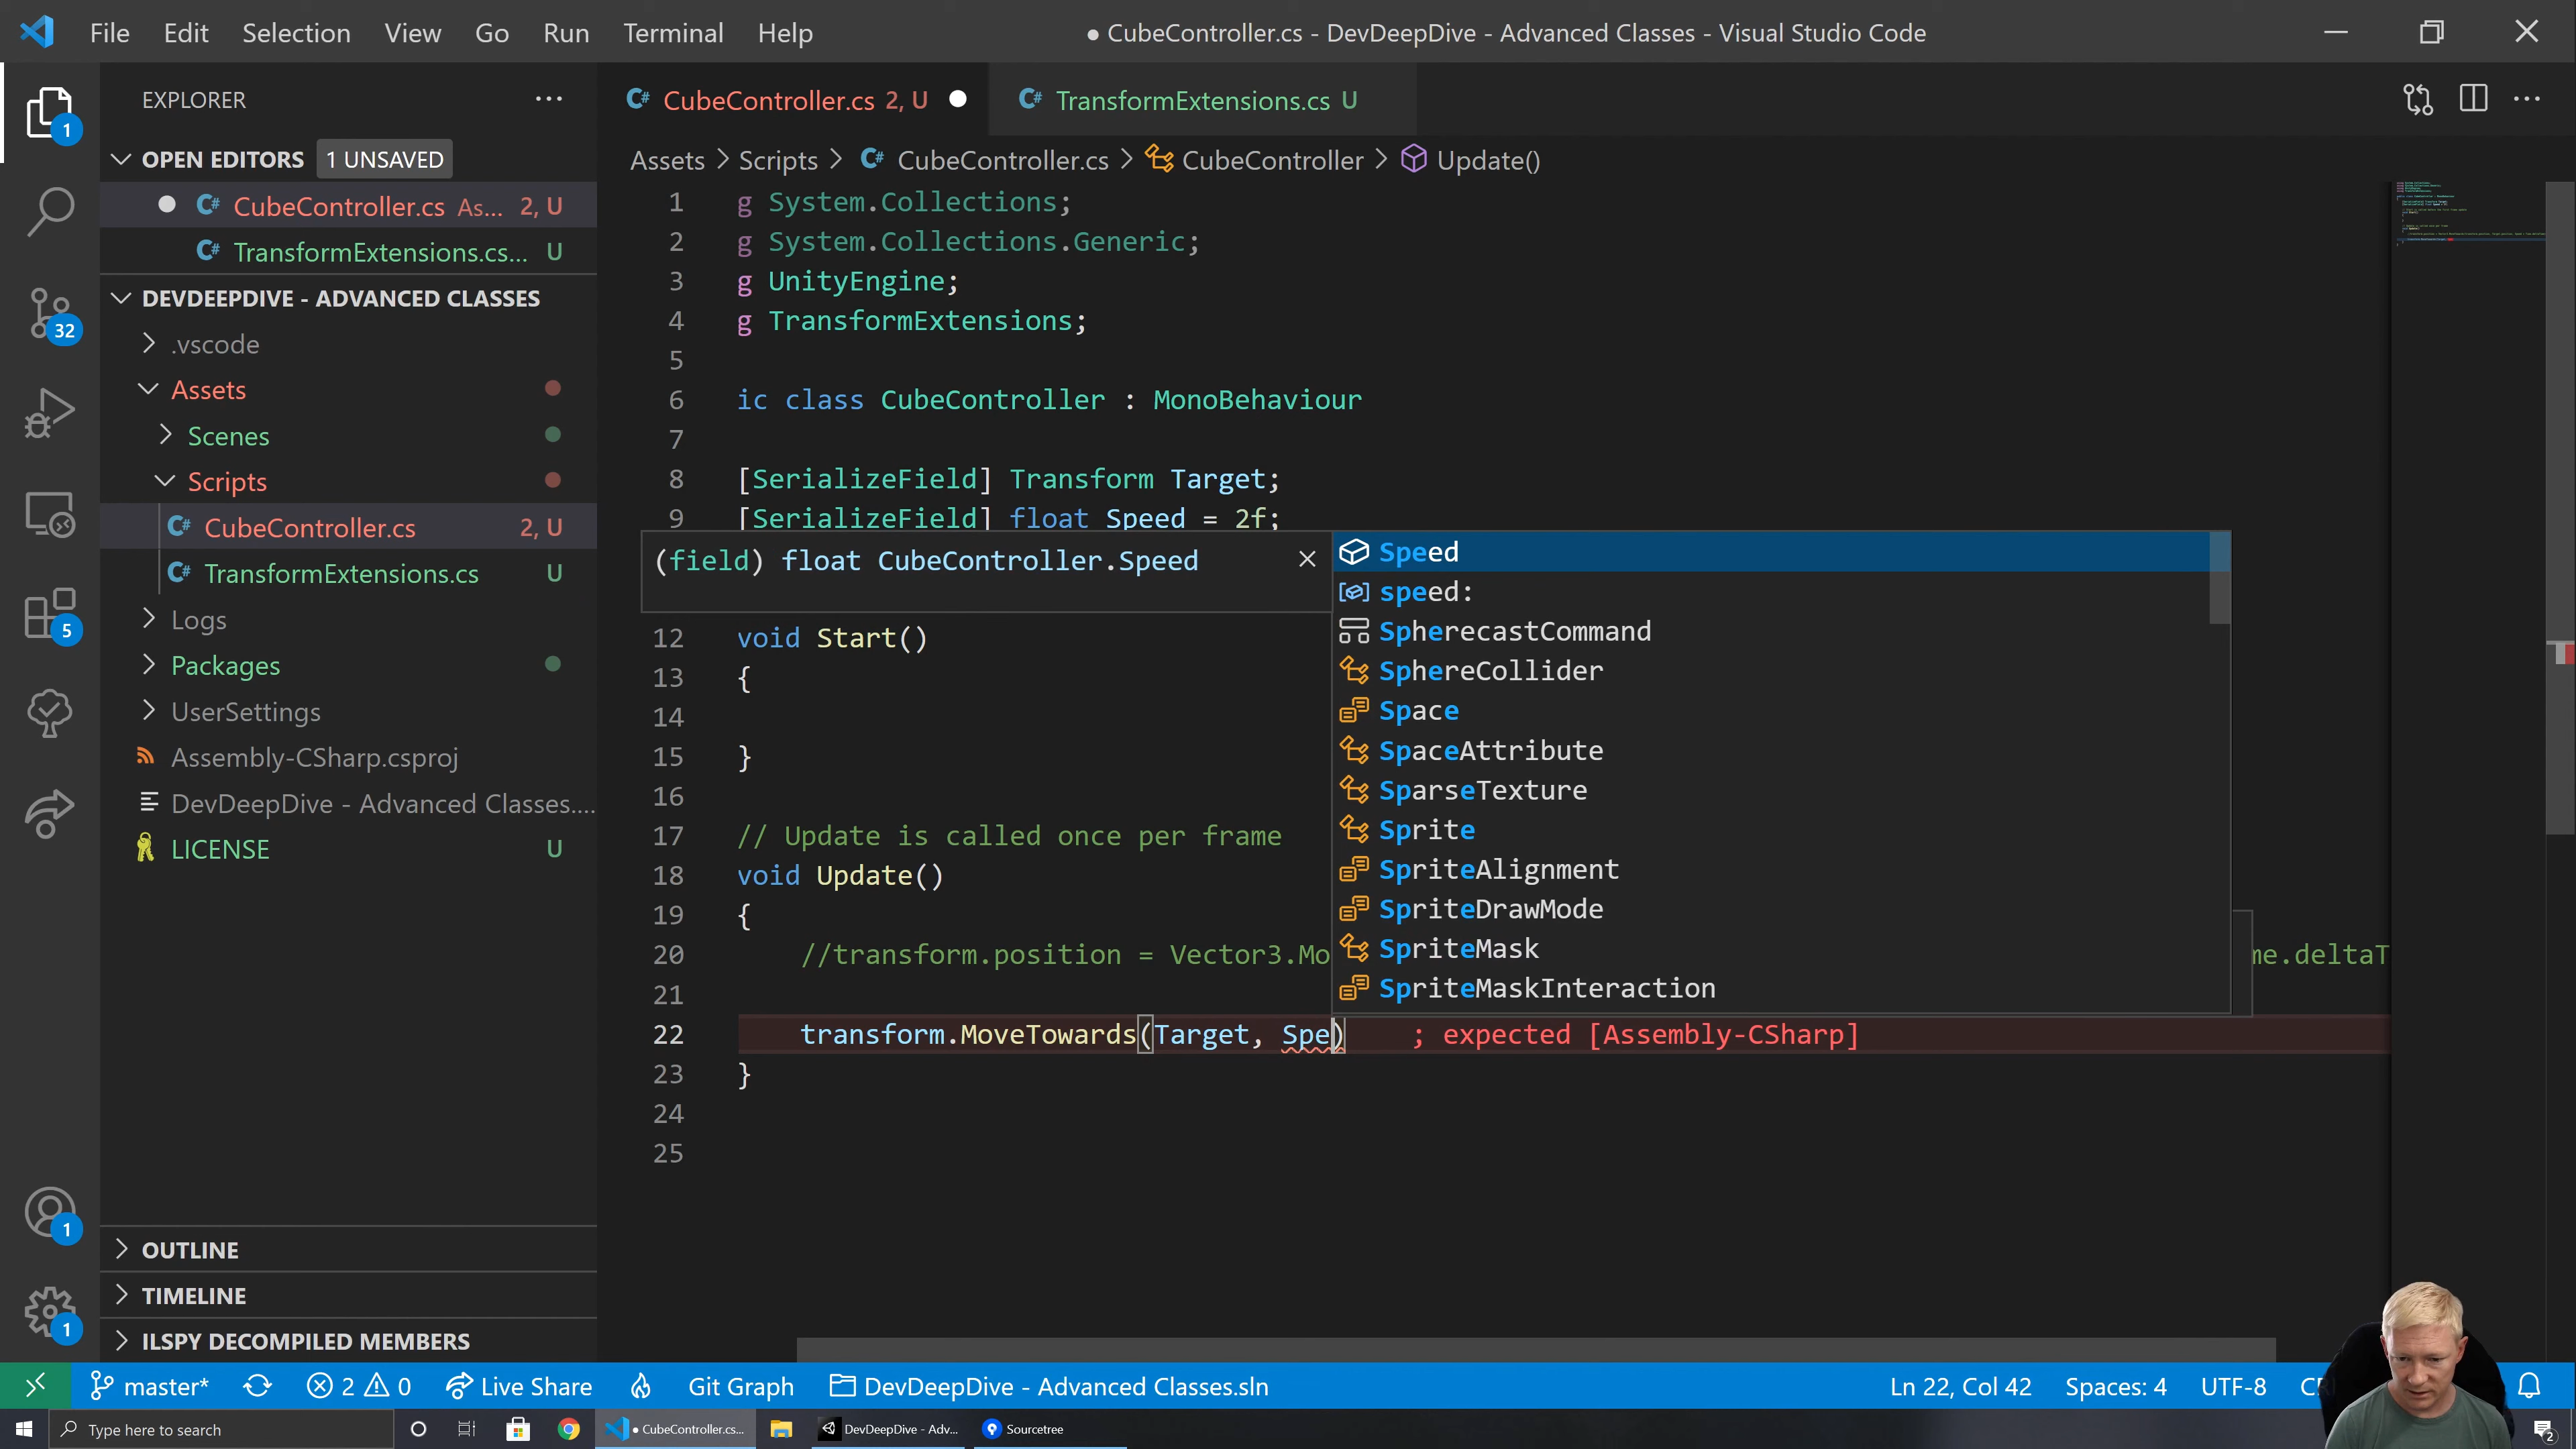 File Edit Selection View Go Run Terminal Help
● CubeController.cs - DevDeepDive - Advanced Classes - Visual Studio Code
EXPLORER
OPEN EDITORS 1 UNSAVED
CubeController.cs As... 2, U
TransformExtensions.cs... U
DEVDEEPDIVE - ADVANCED CLASSES
.vscode
Assets
Scenes
Scripts
CubeController.cs 2, U
TransformExtensions.cs U
Logs
Packages
UserSettings
Assembly-CSharp.csproj
DevDeepDive - Advanced Classes....
LICENSE U
OUTLINE
TIMELINE
ILSPY DECOMPILED MEMBERS
1
32
5
1
1
CubeController.cs 2, U
TransformExtensions.cs U
Assets > Scripts > CubeController.cs > CubeController > Update()
1 g System.Collections;
2 g System.Collections.Generic;
3 g UnityEngine;
4 g TransformExtensions;
5
6 ic class CubeController : MonoBehaviour
7
8 [SerializeField] Transform Target;
9 [SerializeField] float Speed = 2f;
(field) float CubeController.Speed
Speed
speed:
SpherecastCommand
SphereCollider
Space
SpaceAttribute
SparseTexture
Sprite
SpriteAlignment
SpriteDrawMode
SpriteMask
SpriteMaskInteraction
12 void Start()
13 {
14
15 }
16
17 // Update is called once per frame
18 void Update()
19 {
20 //transform.position = Vector3.Mo me.deltaT
21
22 transform.MoveTowards(Target, Spe) ; expected [Assembly-CSharp]
23 }
24
25
master* 2 0 Live Share Git Graph DevDeepDive - Advanced Classes.sln
Ln 22, Col 42 Spaces: 4 UTF-8
Type here to search
● CubeController.cs...
DevDeepDive - Adv...
Sourcetree
2